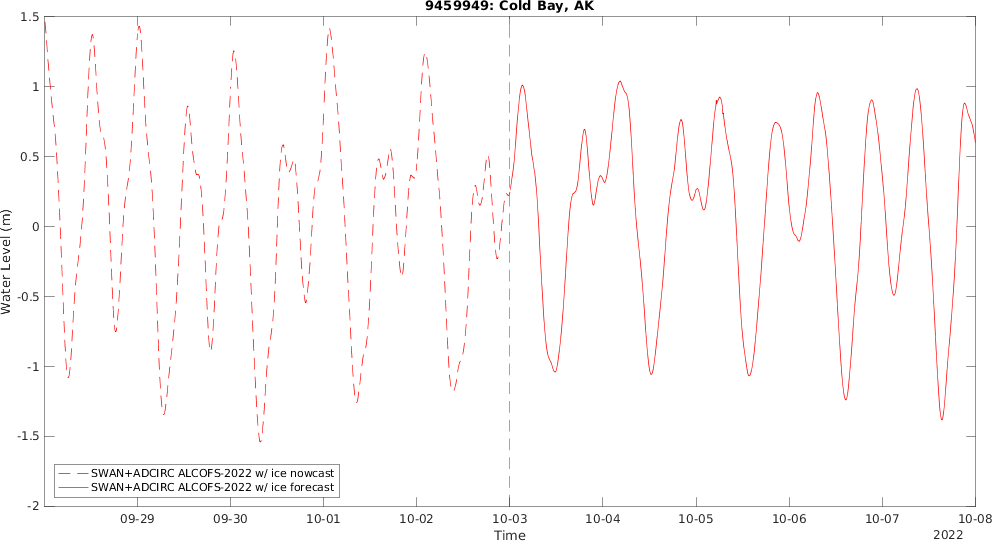 9459949: Cold Bay, AK
1.5
1
0.5
0
-0.5
-1
-1.5
-2
Water Level (m)
SWAN+ADCIRC ALCOFS-2022 w/ ice nowcast
SWAN+ADCIRC ALCOFS-2022 w/ ice forecast
09-29 09-30 10-01 10-02 10-03 10-04 10-05 10-06 10-07 10-08
Time
2022